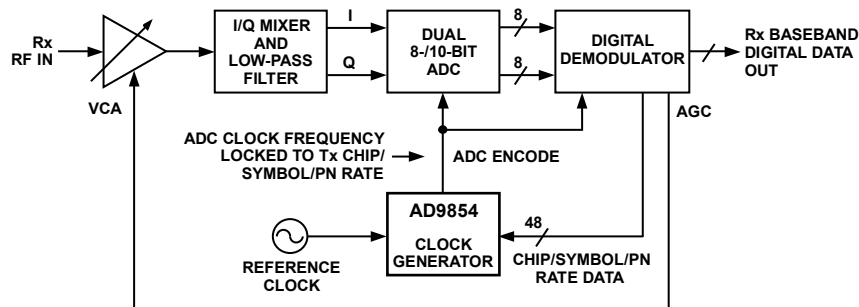 Rx
RF IN
VCA
I/Q MIXER
AND
LOW-PASS
FILTER
I
Q
DUAL
8-/10-BIT
ADC
8
8
DIGITAL
DEMODULATOR
Rx BASEBAND
DIGITAL DATA
OUT
AGC
ADC CLOCK FREQUENCY
LOCKED TO Tx CHIP/
SYMBOL/PN RATE
ADC ENCODE
AD9854
CLOCK
GENERATOR
48
CHIP/SYMBOL/PN
RATE DATA
REFERENCE
CLOCK